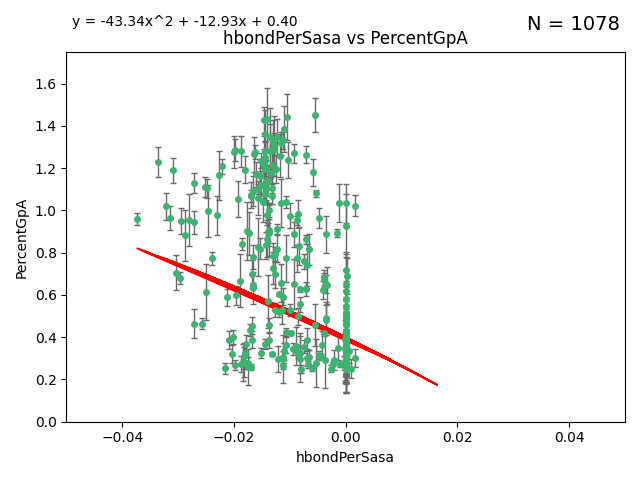 y = -43.34x^2 + -12.93x + 0.40
N = 1078
hbondPerSasa vs PercentGpA
PercentGpA
1.6
1.4
1.2
1.0
0.8
0.6
0.4
0.2
0.0
−0.04
−0.02
0.00
0.02
0.04
hbondPerSasa